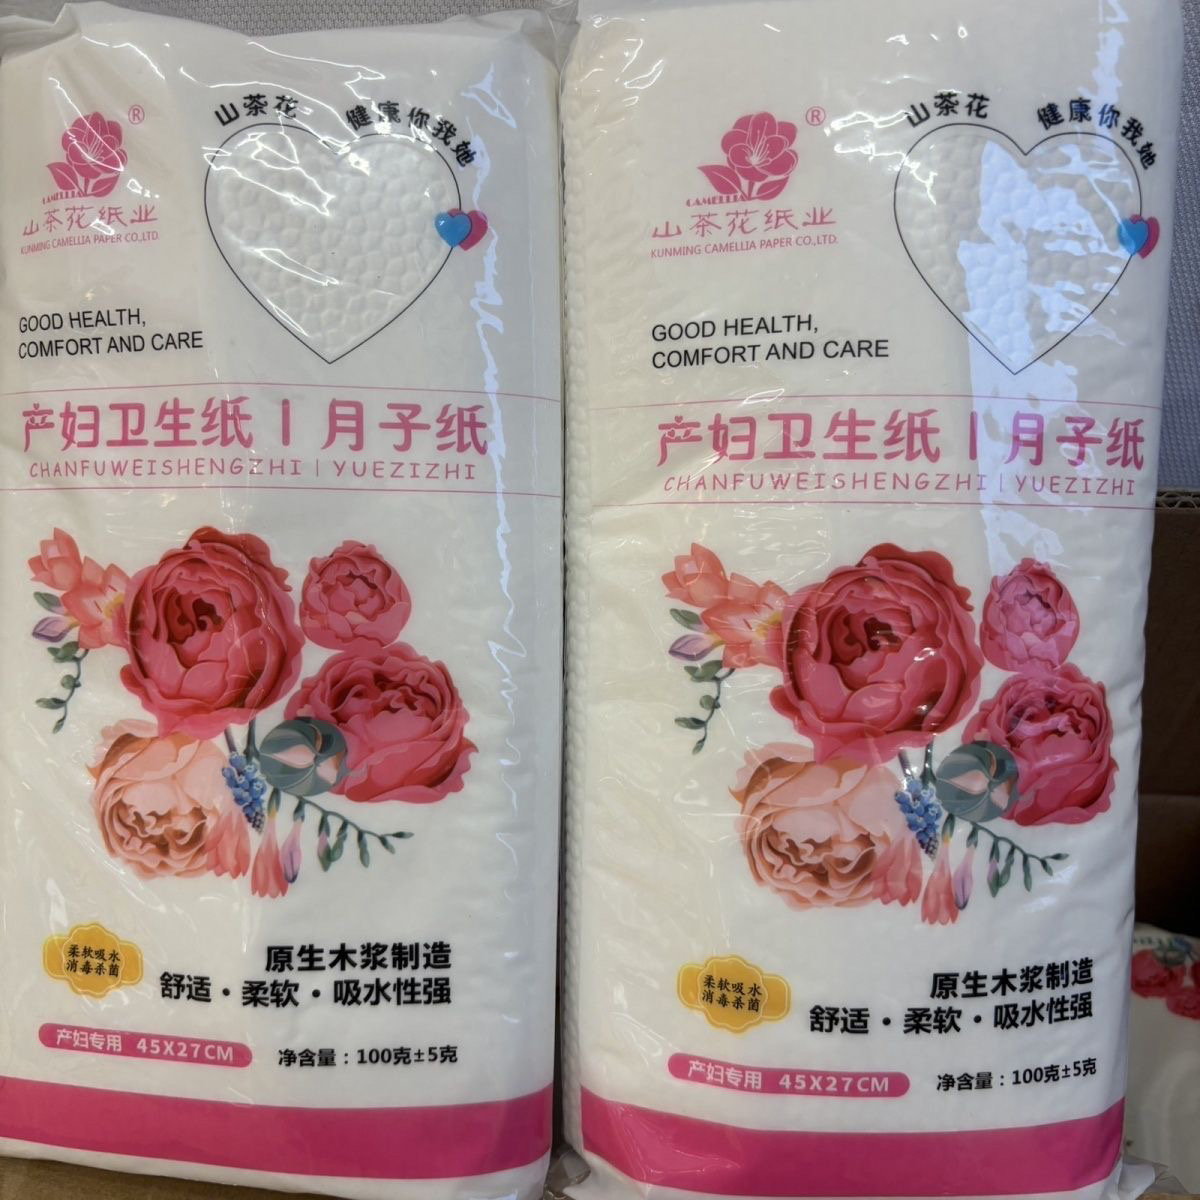 山茶花 健康你我她
®
CAMELLIA
山茶花纸业
KUNMING CAMELLIA PAPER CO.,LTD.
GOOD HEALTH,
COMFORT AND CARE
产妇卫生纸 | 月子纸
CHANFUWEISHENGZHI | YUEZIZHI
柔软吸水
消毒杀菌
原生木浆制造
舒适·柔软·吸水性强
产妇专用 45X27CM
净含量：100克±5克
山茶花 健康你我她
®
CAMELLIA
山茶花纸业
KUNMING CAMELLIA PAPER CO.,LTD.
GOOD HEALTH,
COMFORT AND CARE
产妇卫生纸 | 月子纸
CHANFUWEISHENGZHI | YUEZIZHI
柔软吸水
消毒杀菌
原生木浆制造
舒适·柔软·吸水性强
产妇专用 45X27CM
净含量：100克±5克